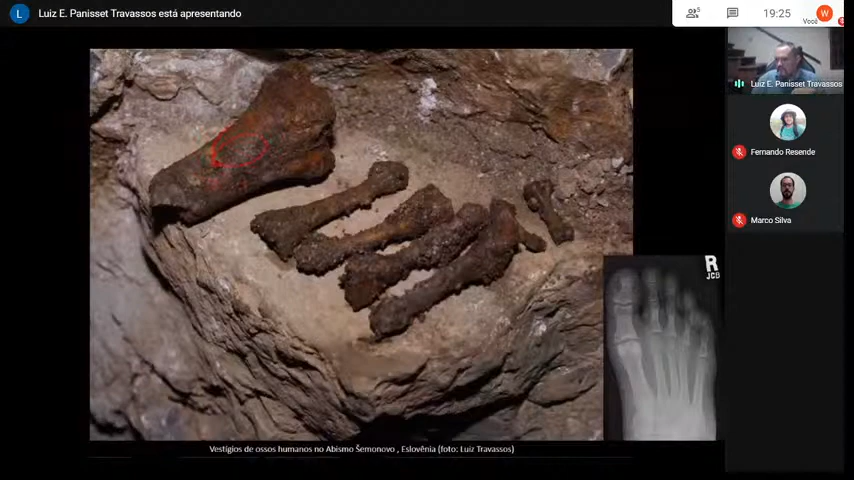 L
Luiz E. Panisset Travassos está apresentando
5
19:25
Você
W
Luiz E. Panisset Travassos
Fernando Resende
Marco Silva
R
JCB
Vestígios de ossos humanos no Abismo Šemonovo , Eslovênia (foto: Luiz Travassos)